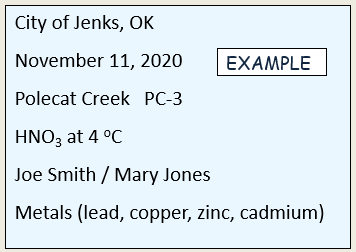 City of Jenks, OK
November 11, 2020
EXAMPLE
Polecat Creek PC-3
HNO₃ at 4 ºC
Joe Smith / Mary Jones
Metals (lead, copper, zinc, cadmium)